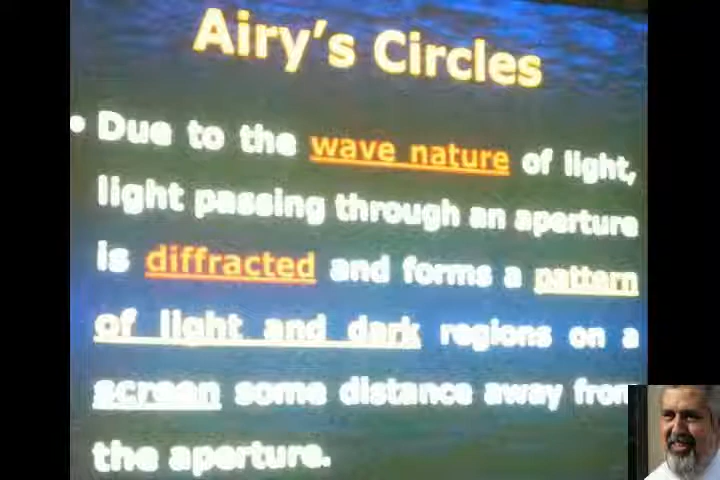 Airy's Circles
• Due to the wave nature of light,
light passing through an aperture
is diffracted and forms a pattern
of light and dark regions on a
screen some distance away from
the aperture.